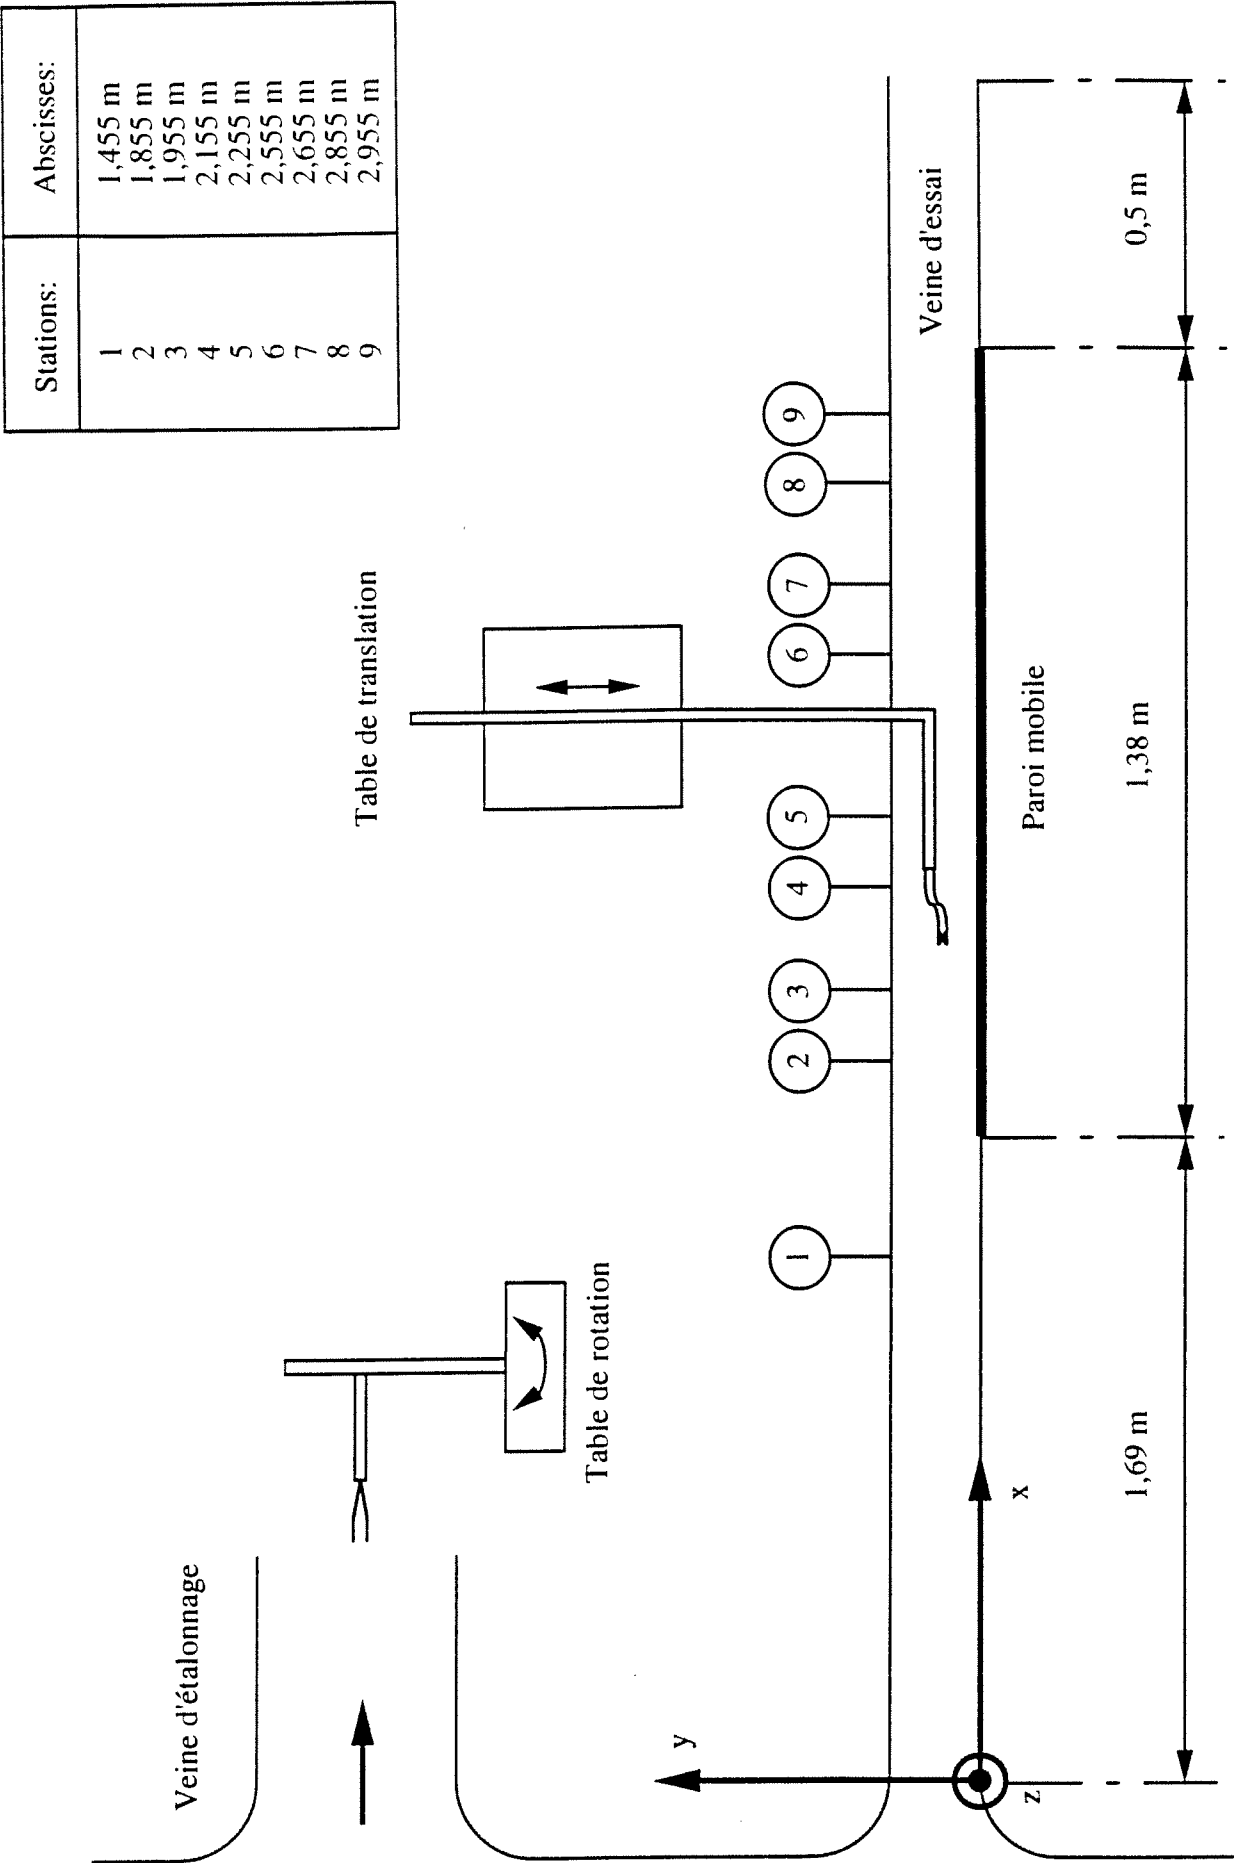 Stations: Abscisses:
1 1,455 m
2 1,855 m
3 1,955 m
4 2,155 m
5 2,255 m
6 2,555 m
7 2,655 m
8 2,855 m
9 2,955 m
Veine d'étalonnage
Table de rotation
Table de translation
y
1
2
3
4
5
6
7
8
9
Veine d'essai
z
x
Paroi mobile
1,69 m
1,38 m
0,5 m